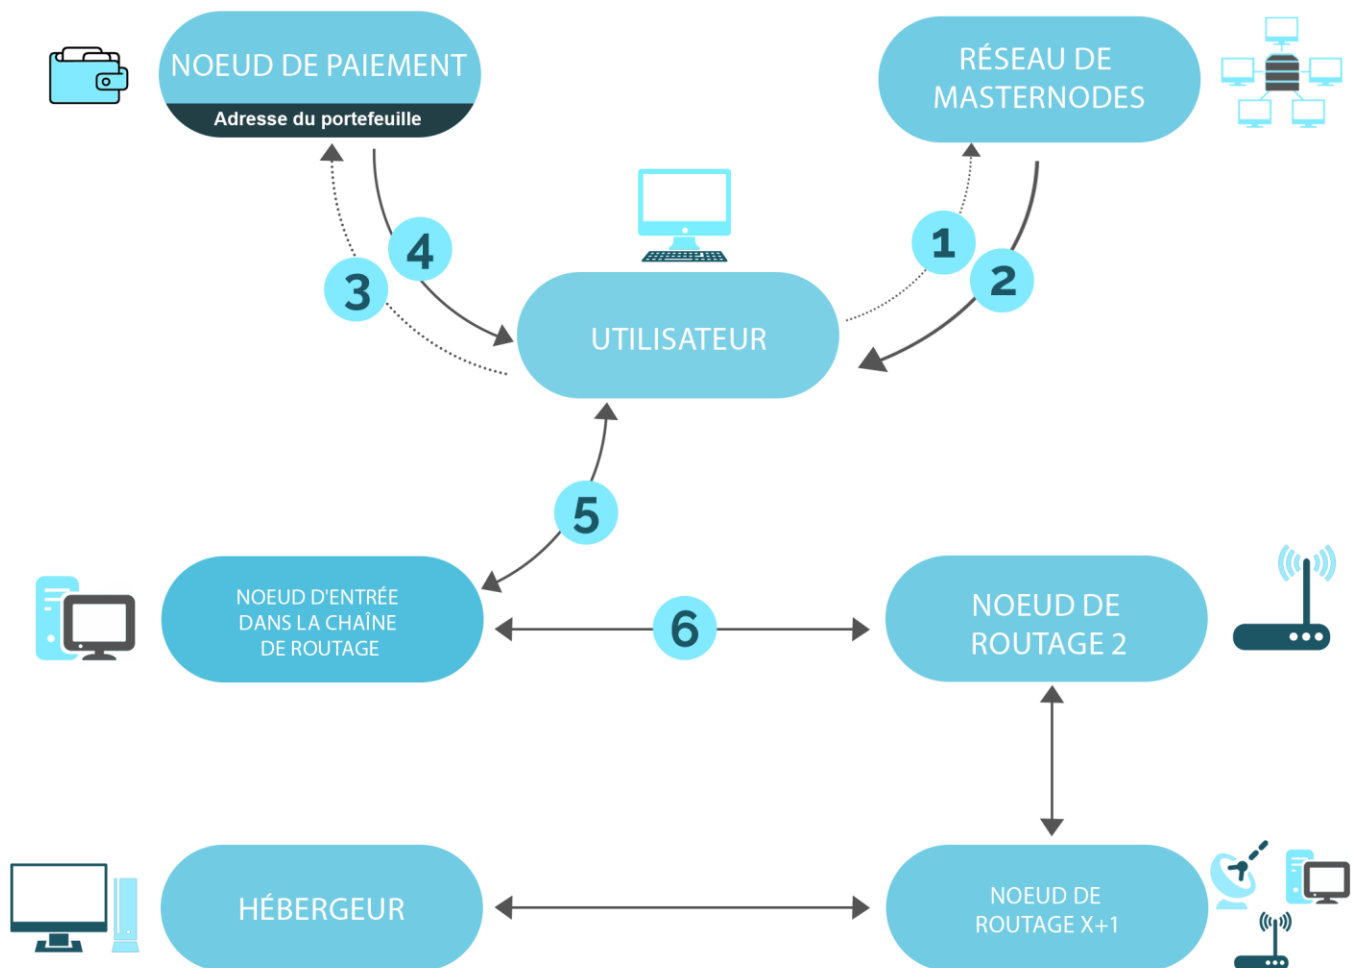 NOEUD DE PAIEMENT
Adresse du portefeuille
RÉSEAU DE
MASTERNODES
1
2
3
4
UTILISATEUR
5
NOEUD D'ENTRÉE
DANS LA CHAÎNE
DE ROUTAGE
6
NOEUD DE
ROUTAGE 2
HÉBERGEUR
NOEUD DE
ROUTAGE X+1